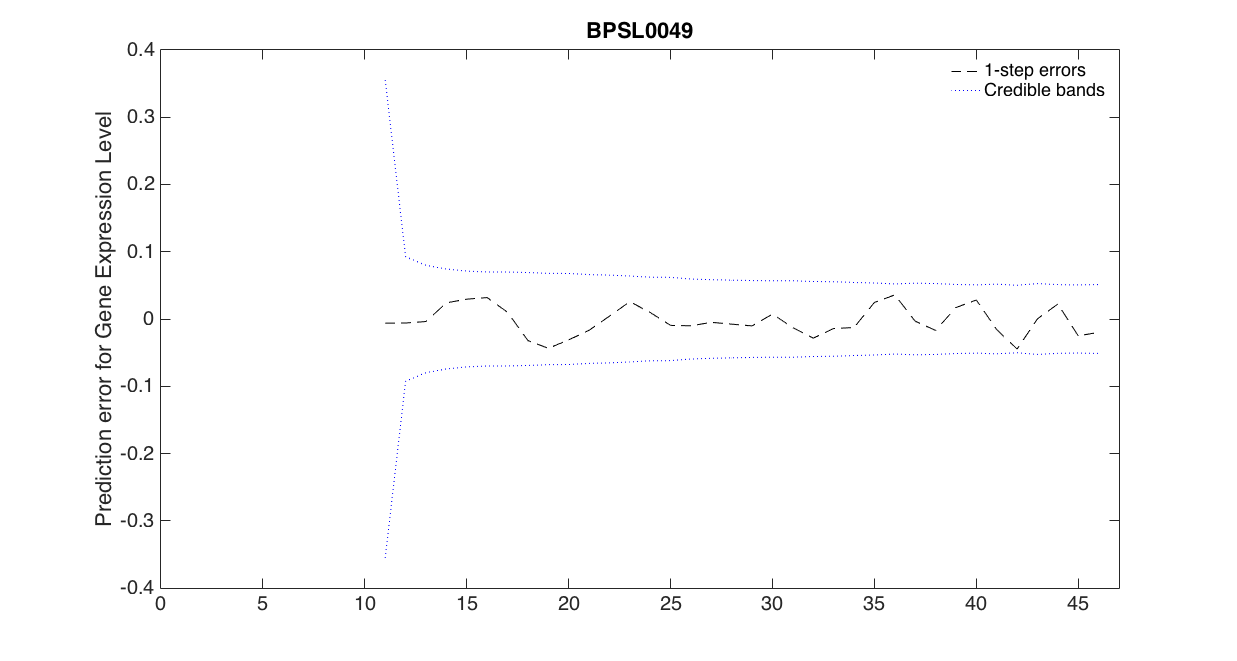 BPSL0049
0.4
0.3
0.2
0.1
0
-0.1
-0.2
-0.3
-0.4
Prediction error for Gene Expression Level
1-step errors
Credible bands
0 5 10 15 20 25 30 35 40 45